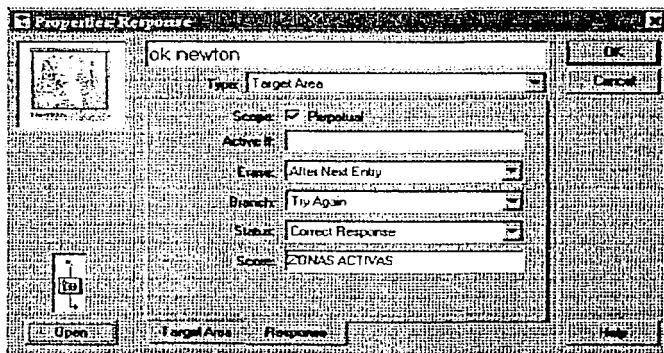 Properties: Response
ok newton
OK
Type: Target Area
Cancel
Scope: Perpetual
Active If:
Erase: After Next Entry
Branch: Try Again
Status: Correct Response
Score: ZONAS ACTIVAS
Open
Target Area
Response
Help